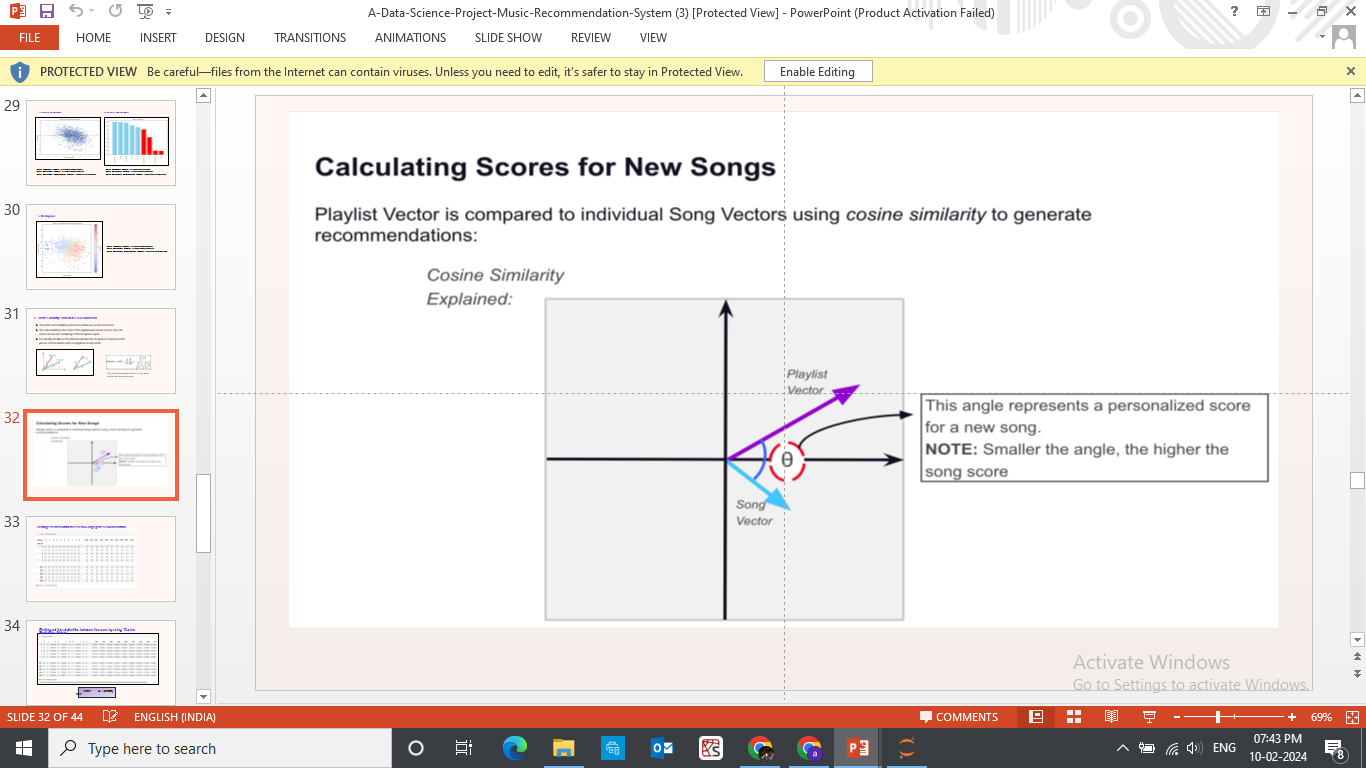 A-Data-Science-Project-Music-Recommendation-System (3) [Protected View] - PowerPoint (Product Activation Failed)
FILE HOME INSERT DESIGN TRANSITIONS ANIMATIONS SLIDE SHOW REVIEW VIEW
PROTECTED VIEW Be careful—files from the Internet can contain viruses. Unless you need to edit, it's safer to stay in Protected View. Enable Editing
29
30
31
32
33
34
Calculating Scores for New Songs
Playlist Vector is compared to individual Song Vectors using cosine similarity to generate
recommendations:
Cosine Similarity
Explained:
Playlist
Vector
θ
Song
Vector
This angle represents a personalized score
for a new song.
NOTE: Smaller the angle, the higher the
song score
Activate Windows
Go to Settings to activate Windows.
SLIDE 32 OF 44 ENGLISH (INDIA) COMMENTS 69%
Type here to search
ENG
07:43 PM
10-02-2024
8